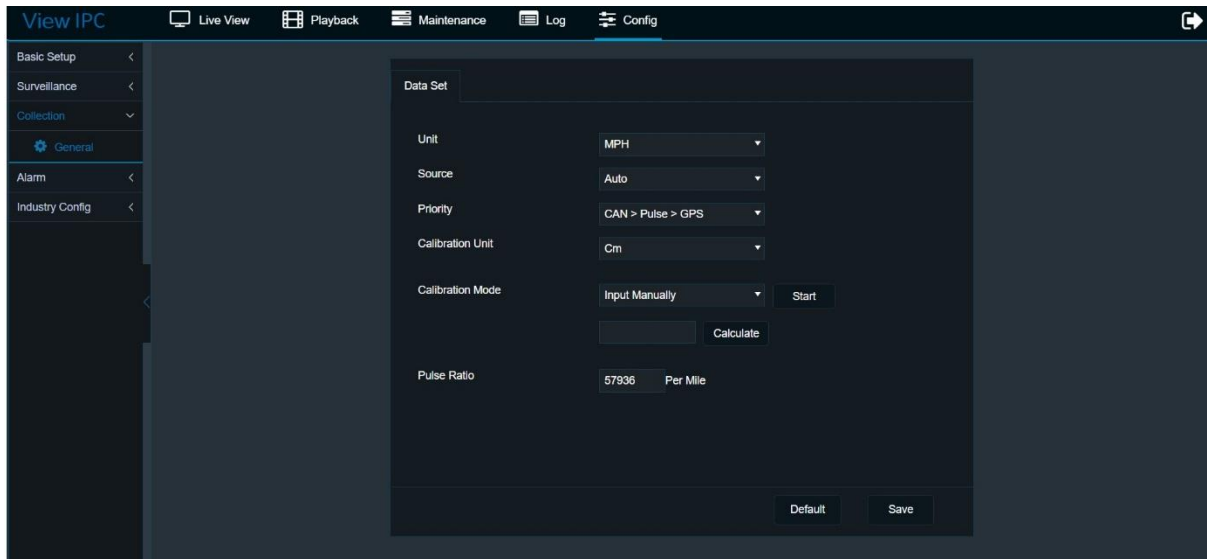 View IPC Live View Playback Maintenance Log Config
Basic Setup
Surveillance
Collection
General
Alarm
Industry Config
Data Set
Unit MPH
Source Auto
Priority CAN > Pulse > GPS
Calibration Unit Cm
Calibration Mode Input Manually Start
Calculate
Pulse Ratio 57936 Per Mile
Default Save